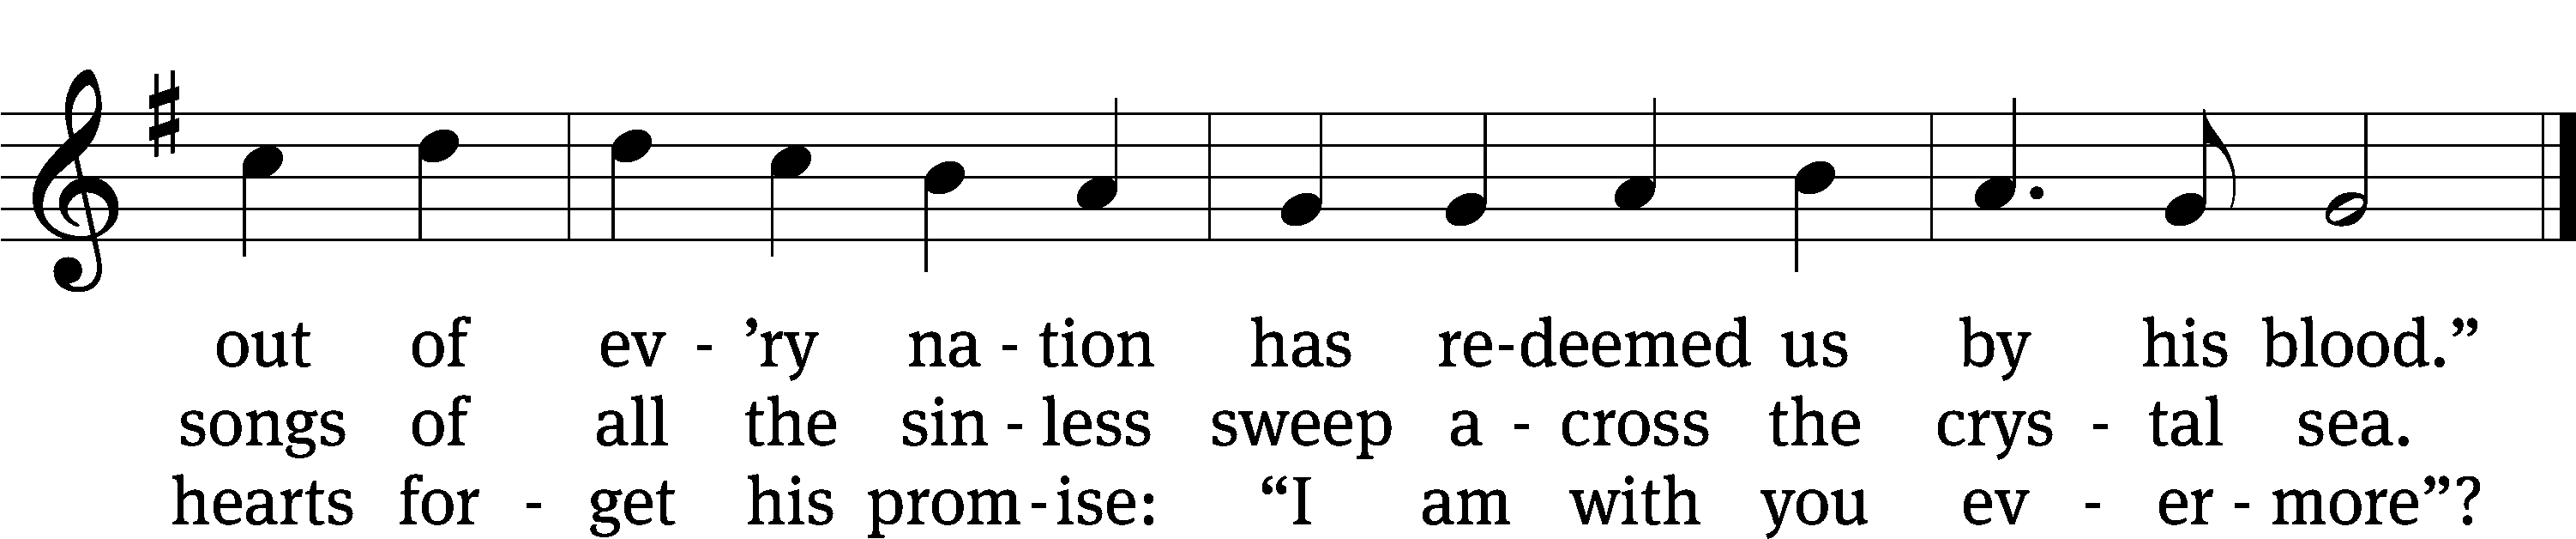 out of ev - ’ry na - tion has re-deemed us by his blood.”
songs of all the sin - less sweep a - cross the crys - tal sea.
hearts for - get his prom - ise: “I am with you ev - er - more”?